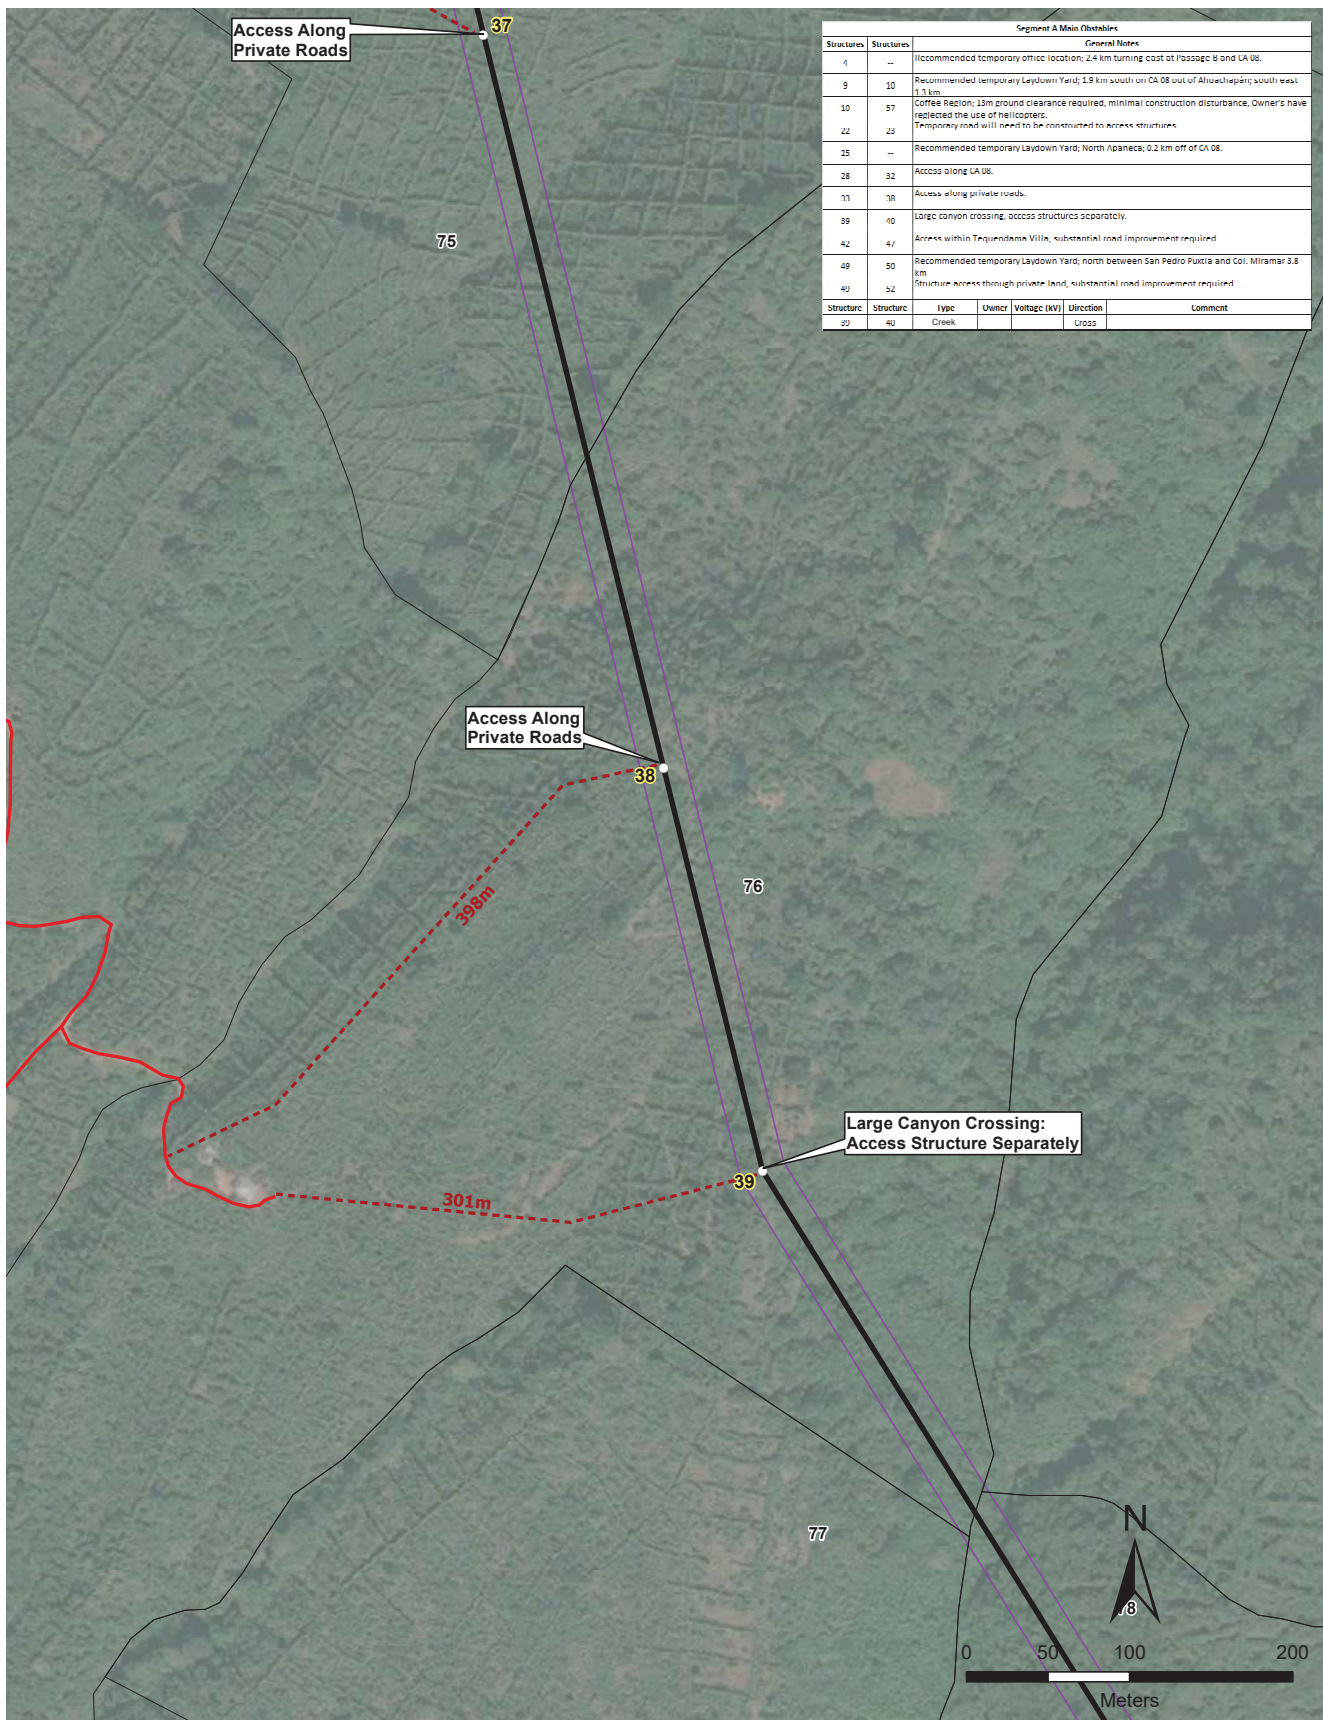 Access Along
Private Roads
37
Segment A Main Obstables
Structures Structures General Notes
4 -- Recommended temporary office location; 2.4 km turning east at Passage B and CA 08.
9 10 Recommended temporary Laydown Yard; 1.9 km south on CA 08 out of Ahuachapán; south east
1.3 km
10 57 Coffee Region; 13m ground clearance required, minimal construction disturbance, Owner's have
rejected the use of helicopters.
22 23 Temporary road will need to be constructed to access structures
25 -- Recommended temporary Laydown Yard; North Apaneca; 0.2 km off of CA 08.
28 32 Access along CA 08.
33 38 Access along private roads.
39 40 Large canyon crossing, access structures separately.
42 47 Access within Tequendama Villa, substantial road improvement required
49 50 Recommended temporary Laydown Yard; north between San Pedro Puxtla and Col. Miramar 3.8
km
49 52 Structure access through private land, substantial road improvement required
Structure Structure Type Owner Voltage (kV) Direction Comment
39 40 Creek Cross
75
Access Along
Private Roads
38
76
398m
Large Canyon Crossing:
Access Structure Separately
39
301m
77
N
78
0 50 100 200
Meters